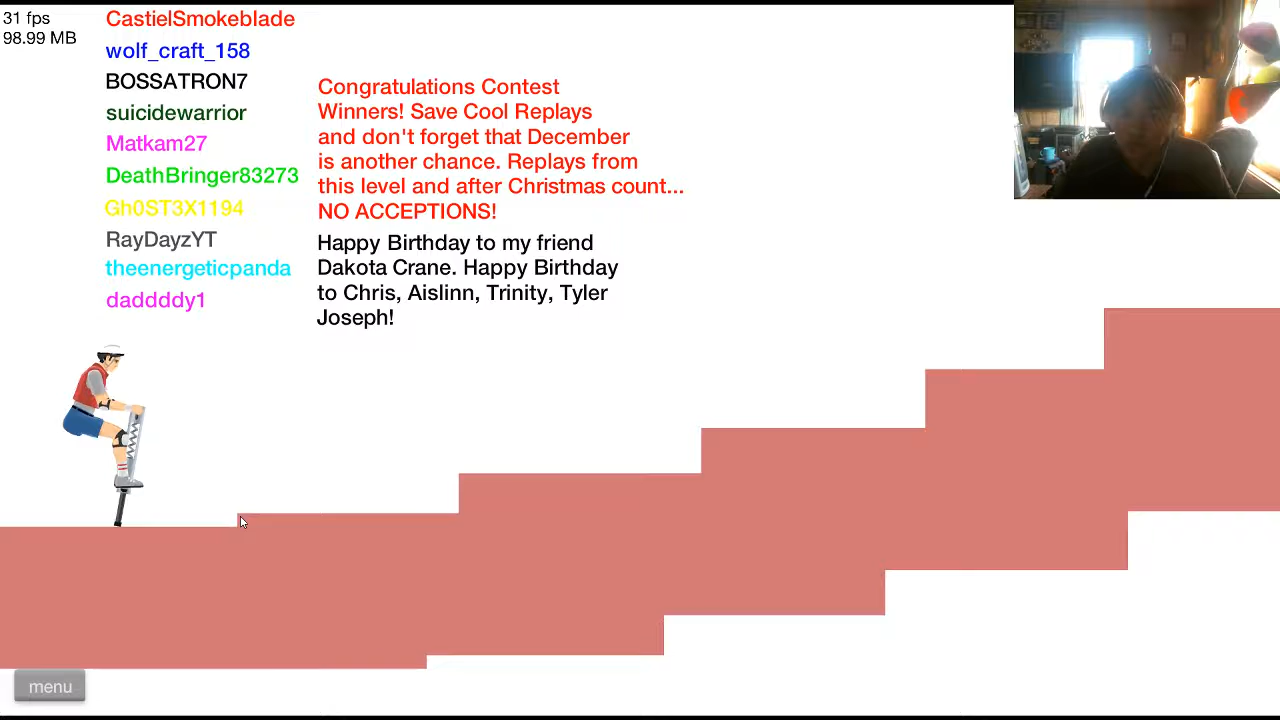 31 fps
98.99 MB
CastielSmokeblade
wolf_craft_158
BOSSATRON7
suicidewarrior
Matkam27
DeathBringer83273
Gh0ST3X1194
RayDayzYT
theenergeticpanda
daddddy1
Congratulations Contest
Winners! Save Cool Replays
and don't forget that December
is another chance. Replays from
this level and after Christmas count...
NO ACCEPTIONS!
Happy Birthday to my friend
Dakota Crane. Happy Birthday
to Chris, Aislinn, Trinity, Tyler
Joseph!
menu